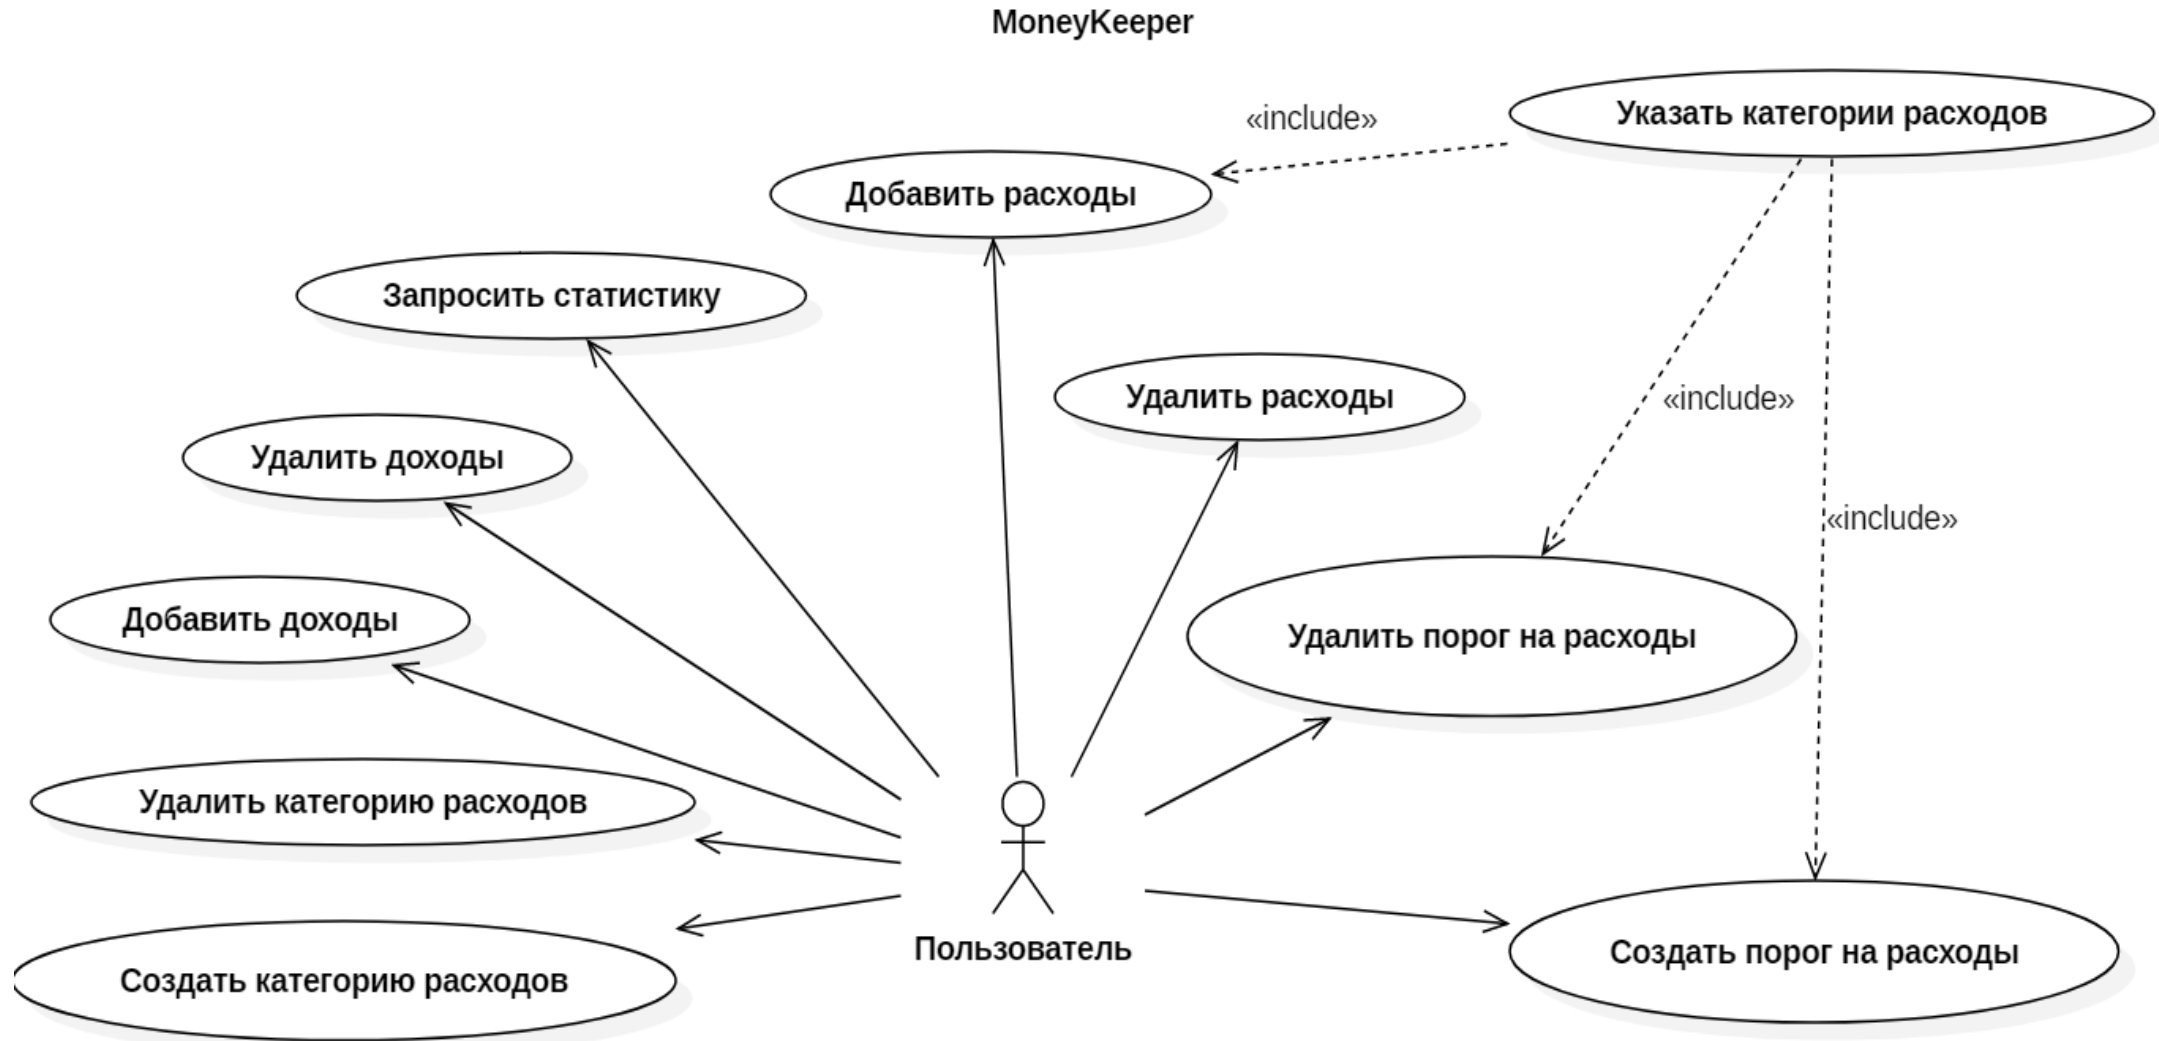 MoneyKeeper
Указать категории расходов
«include»
Добавить расходы
Запросить статистику
Удалить расходы
«include»
Удалить доходы
«include»
Добавить доходы
Удалить порог на расходы
Удалить категорию расходов
Пользователь
Создать порог на расходы
Создать категорию расходов